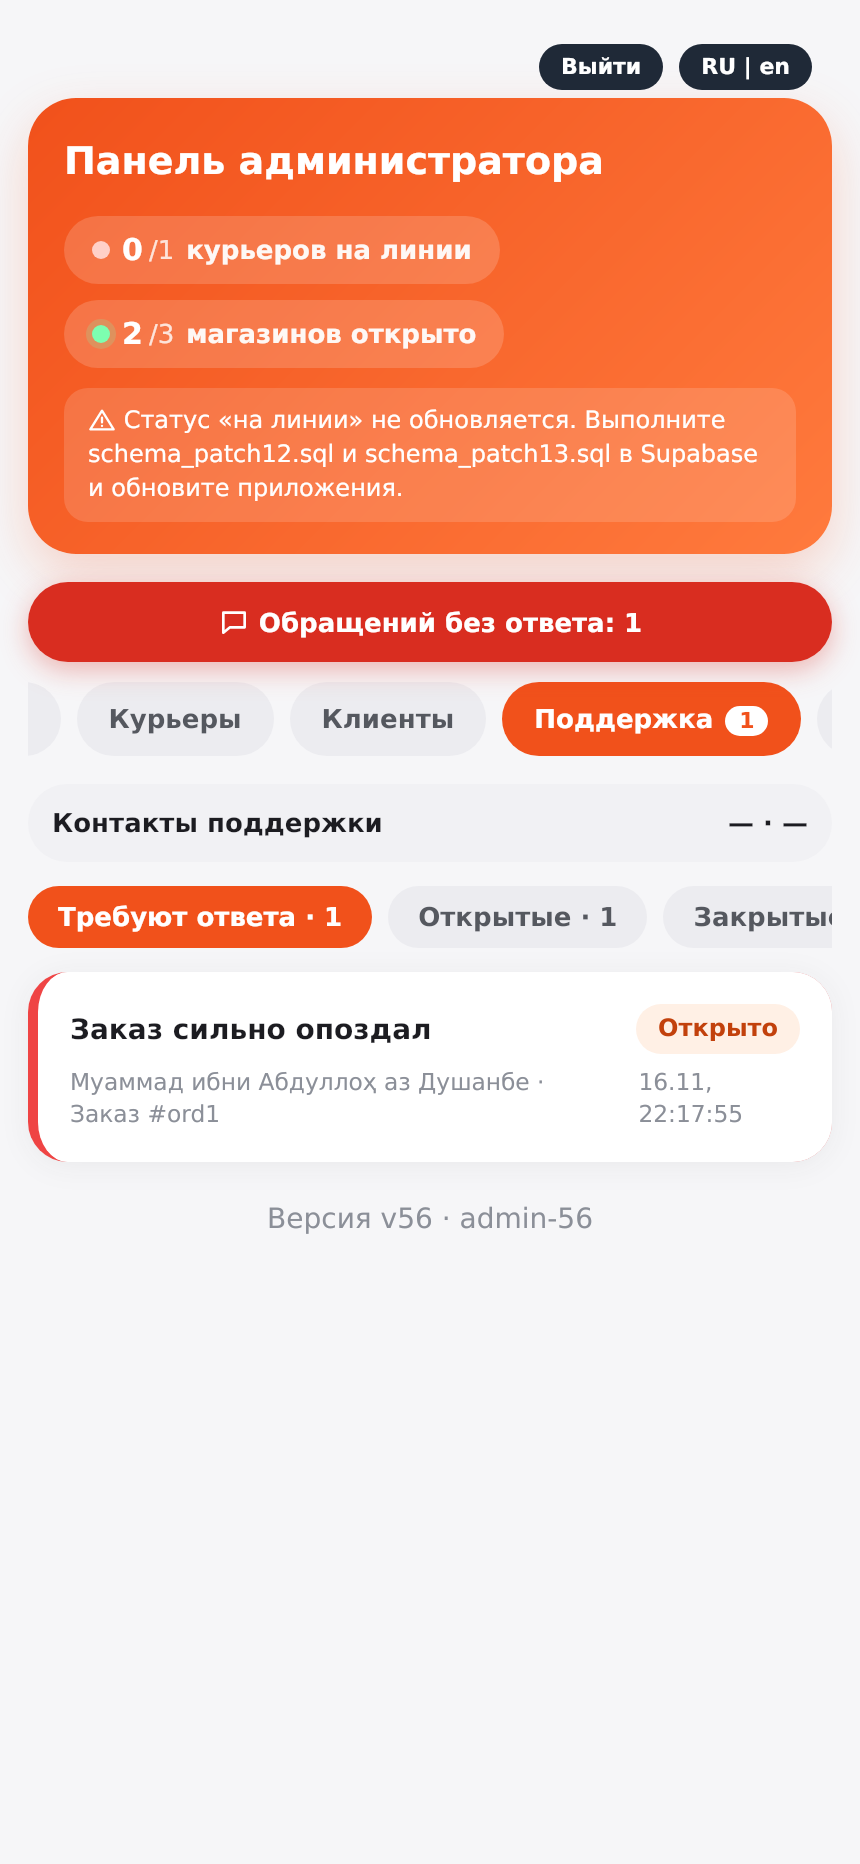 Выйти
RU | en
Панель администратора
0 /1 курьеров на линии
2 /3 магазинов открыто
⚠ Статус «на линии» не обновляется. Выполните
schema_patch12.sql и schema_patch13.sql в Supabase
и обновите приложения.
Обращений без ответа: 1
Курьеры
Клиенты
Поддержка 1
Контакты поддержки
— · —
Требуют ответа · 1
Открытые · 1
Закрытые
Заказ сильно опоздал
Открыто
Муаммад ибни Абдуллоҳ аз Душанбе ·
Заказ #ord1
16.11,
22:17:55
Версия v56 · admin-56